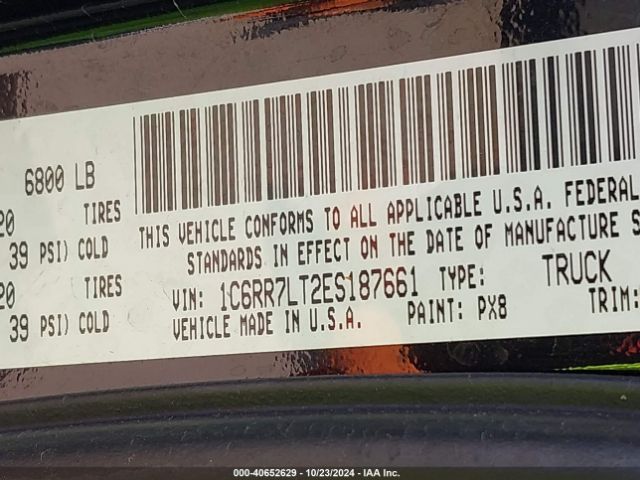 6800 LB
20 TIRES
39 PSI) COLD
20 TIRES
39 PSI) COLD
THIS VEHICLE CONFORMS TO ALL APPLICABLE U.S.A. FEDERAL
STANDARDS IN EFFECT ON THE DATE OF MANUFACTURE S
VIN: 1C6RR7LT2ES187661 TYPE: TRUCK
VEHICLE MADE IN U.S.A. PAINT: PX8 TRIM:
000-40652629 - 10/23/2024 - IAA Inc.